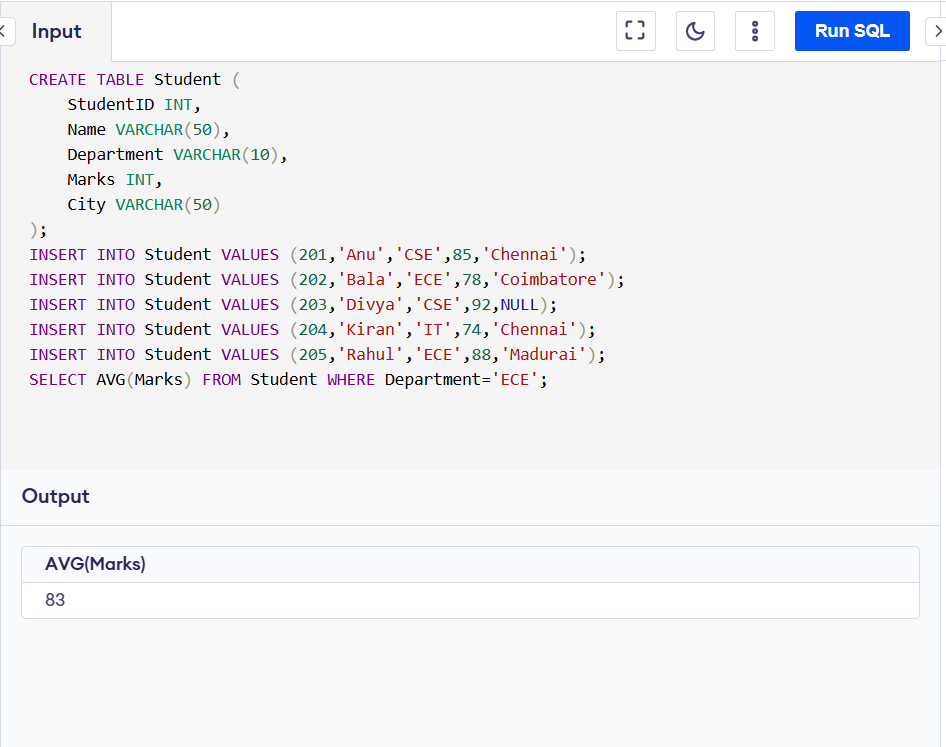 Input
Run SQL
CREATE TABLE Student (
    StudentID INT,
    Name VARCHAR(50),
    Department VARCHAR(10),
    Marks INT,
    City VARCHAR(50)
);
INSERT INTO Student VALUES (201,'Anu','CSE',85,'Chennai');
INSERT INTO Student VALUES (202,'Bala','ECE',78,'Coimbatore');
INSERT INTO Student VALUES (203,'Divya','CSE',92,NULL);
INSERT INTO Student VALUES (204,'Kiran','IT',74,'Chennai');
INSERT INTO Student VALUES (205,'Rahul','ECE',88,'Madurai');
SELECT AVG(Marks) FROM Student WHERE Department='ECE';
Output
AVG(Marks)
83